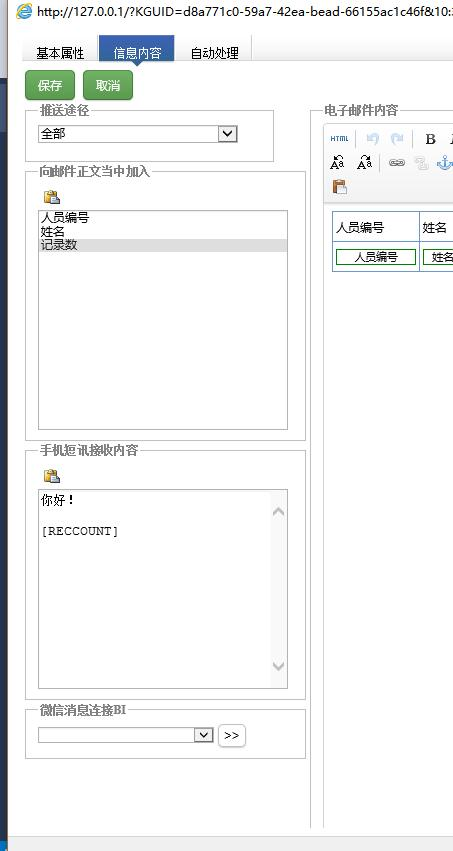 http://127.0.0.1/?KGUID=d8a771c0-59a7-42ea-bead-66155ac1c46f&10:
基本属性 信息内容 自动处理
保存 取消
推送途径
全部
向邮件正文当中加入
人员编号
姓名
记录数
手机短讯接收内容
你好！
[RECCOUNT]
微信消息连接BI
>>
电子邮件内容
HTML B
人员编号 姓名
人员编号 姓名